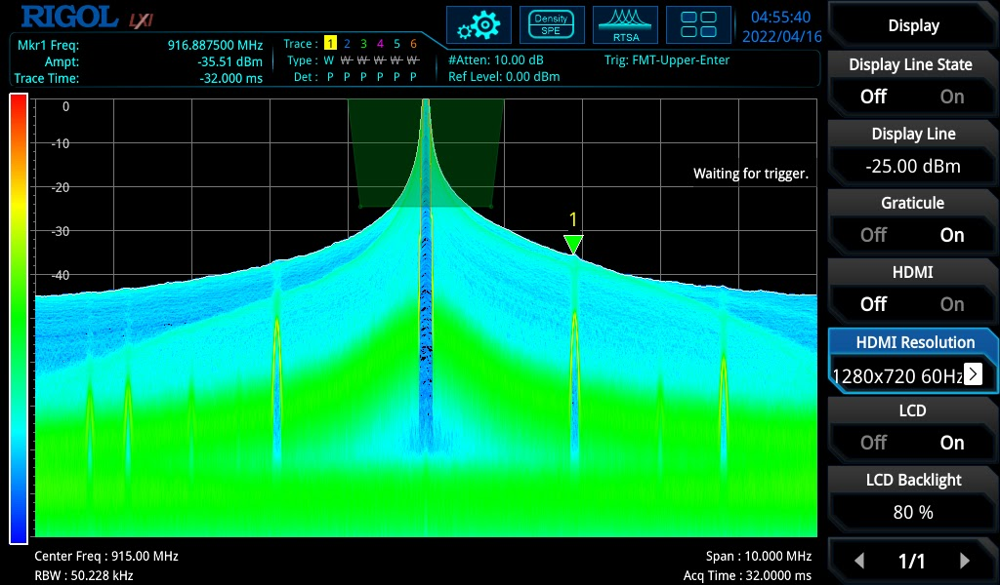 RIGOL LXI
Density
SPE
RTSA
04:55:40
2022/04/16
Mkr1 Freq: 916.887500 MHz
Ampt: -35.51 dBm
Trace Time: -32.000 ms
Trace : 1 2 3 4 5 6
Type : W W W W W W
Det : P P P P P P
#Atten: 10.00 dB
Ref Level: 0.00 dBm
Trig: FMT-Upper-Enter
0
-10
-20
-30
-40
Waiting for trigger.
1
Center Freq : 915.00 MHz
RBW : 50.228 kHz
Span : 10.000 MHz
Acq Time : 32.0000 ms
Display
Display Line State
Off On
Display Line
-25.00 dBm
Graticule
Off On
HDMI
Off On
HDMI Resolution
1280x720 60Hz >
LCD
Off On
LCD Backlight
80 %
1/1